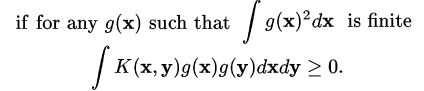 if for any g(x) such that ∫ g(x)²dx is finite
∫ K(x, y)g(x)g(y)dxdy ≥ 0.